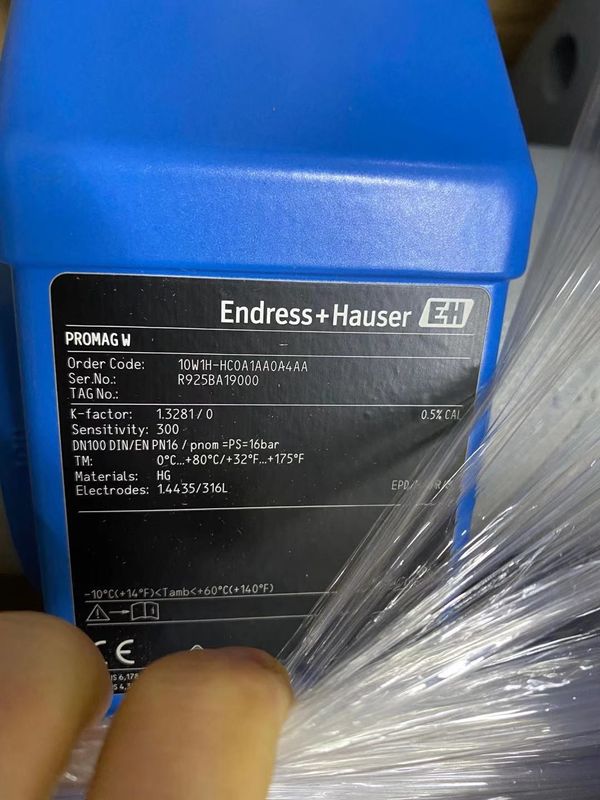 Endress+Hauser EH
PROMAG W
Order Code: 10W1H-HC0A1AA0A4AA
Ser.No.: R925BA19000
TAG No.:
K-factor: 1.3281/0 0.5% CAL
Sensitivity: 300
DN100 DIN/EN PN16 / pnom =PS=16bar
TM: 0°C...+80°C/+32°F...+175°F
Materials: HG
Electrodes: 1.4435/316L
-10°C(+14°F)<Tamb<+60°C(+140°F)
CE